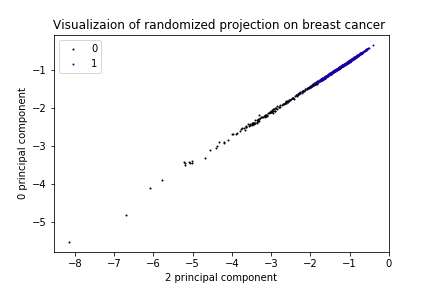 Visualizaion of randomized projection on breast cancer
0
1
−1
−2
−3
−4
−5
0 principal component
−8 −7 −6 −5 −4 −3 −2 −1 0
2 principal component